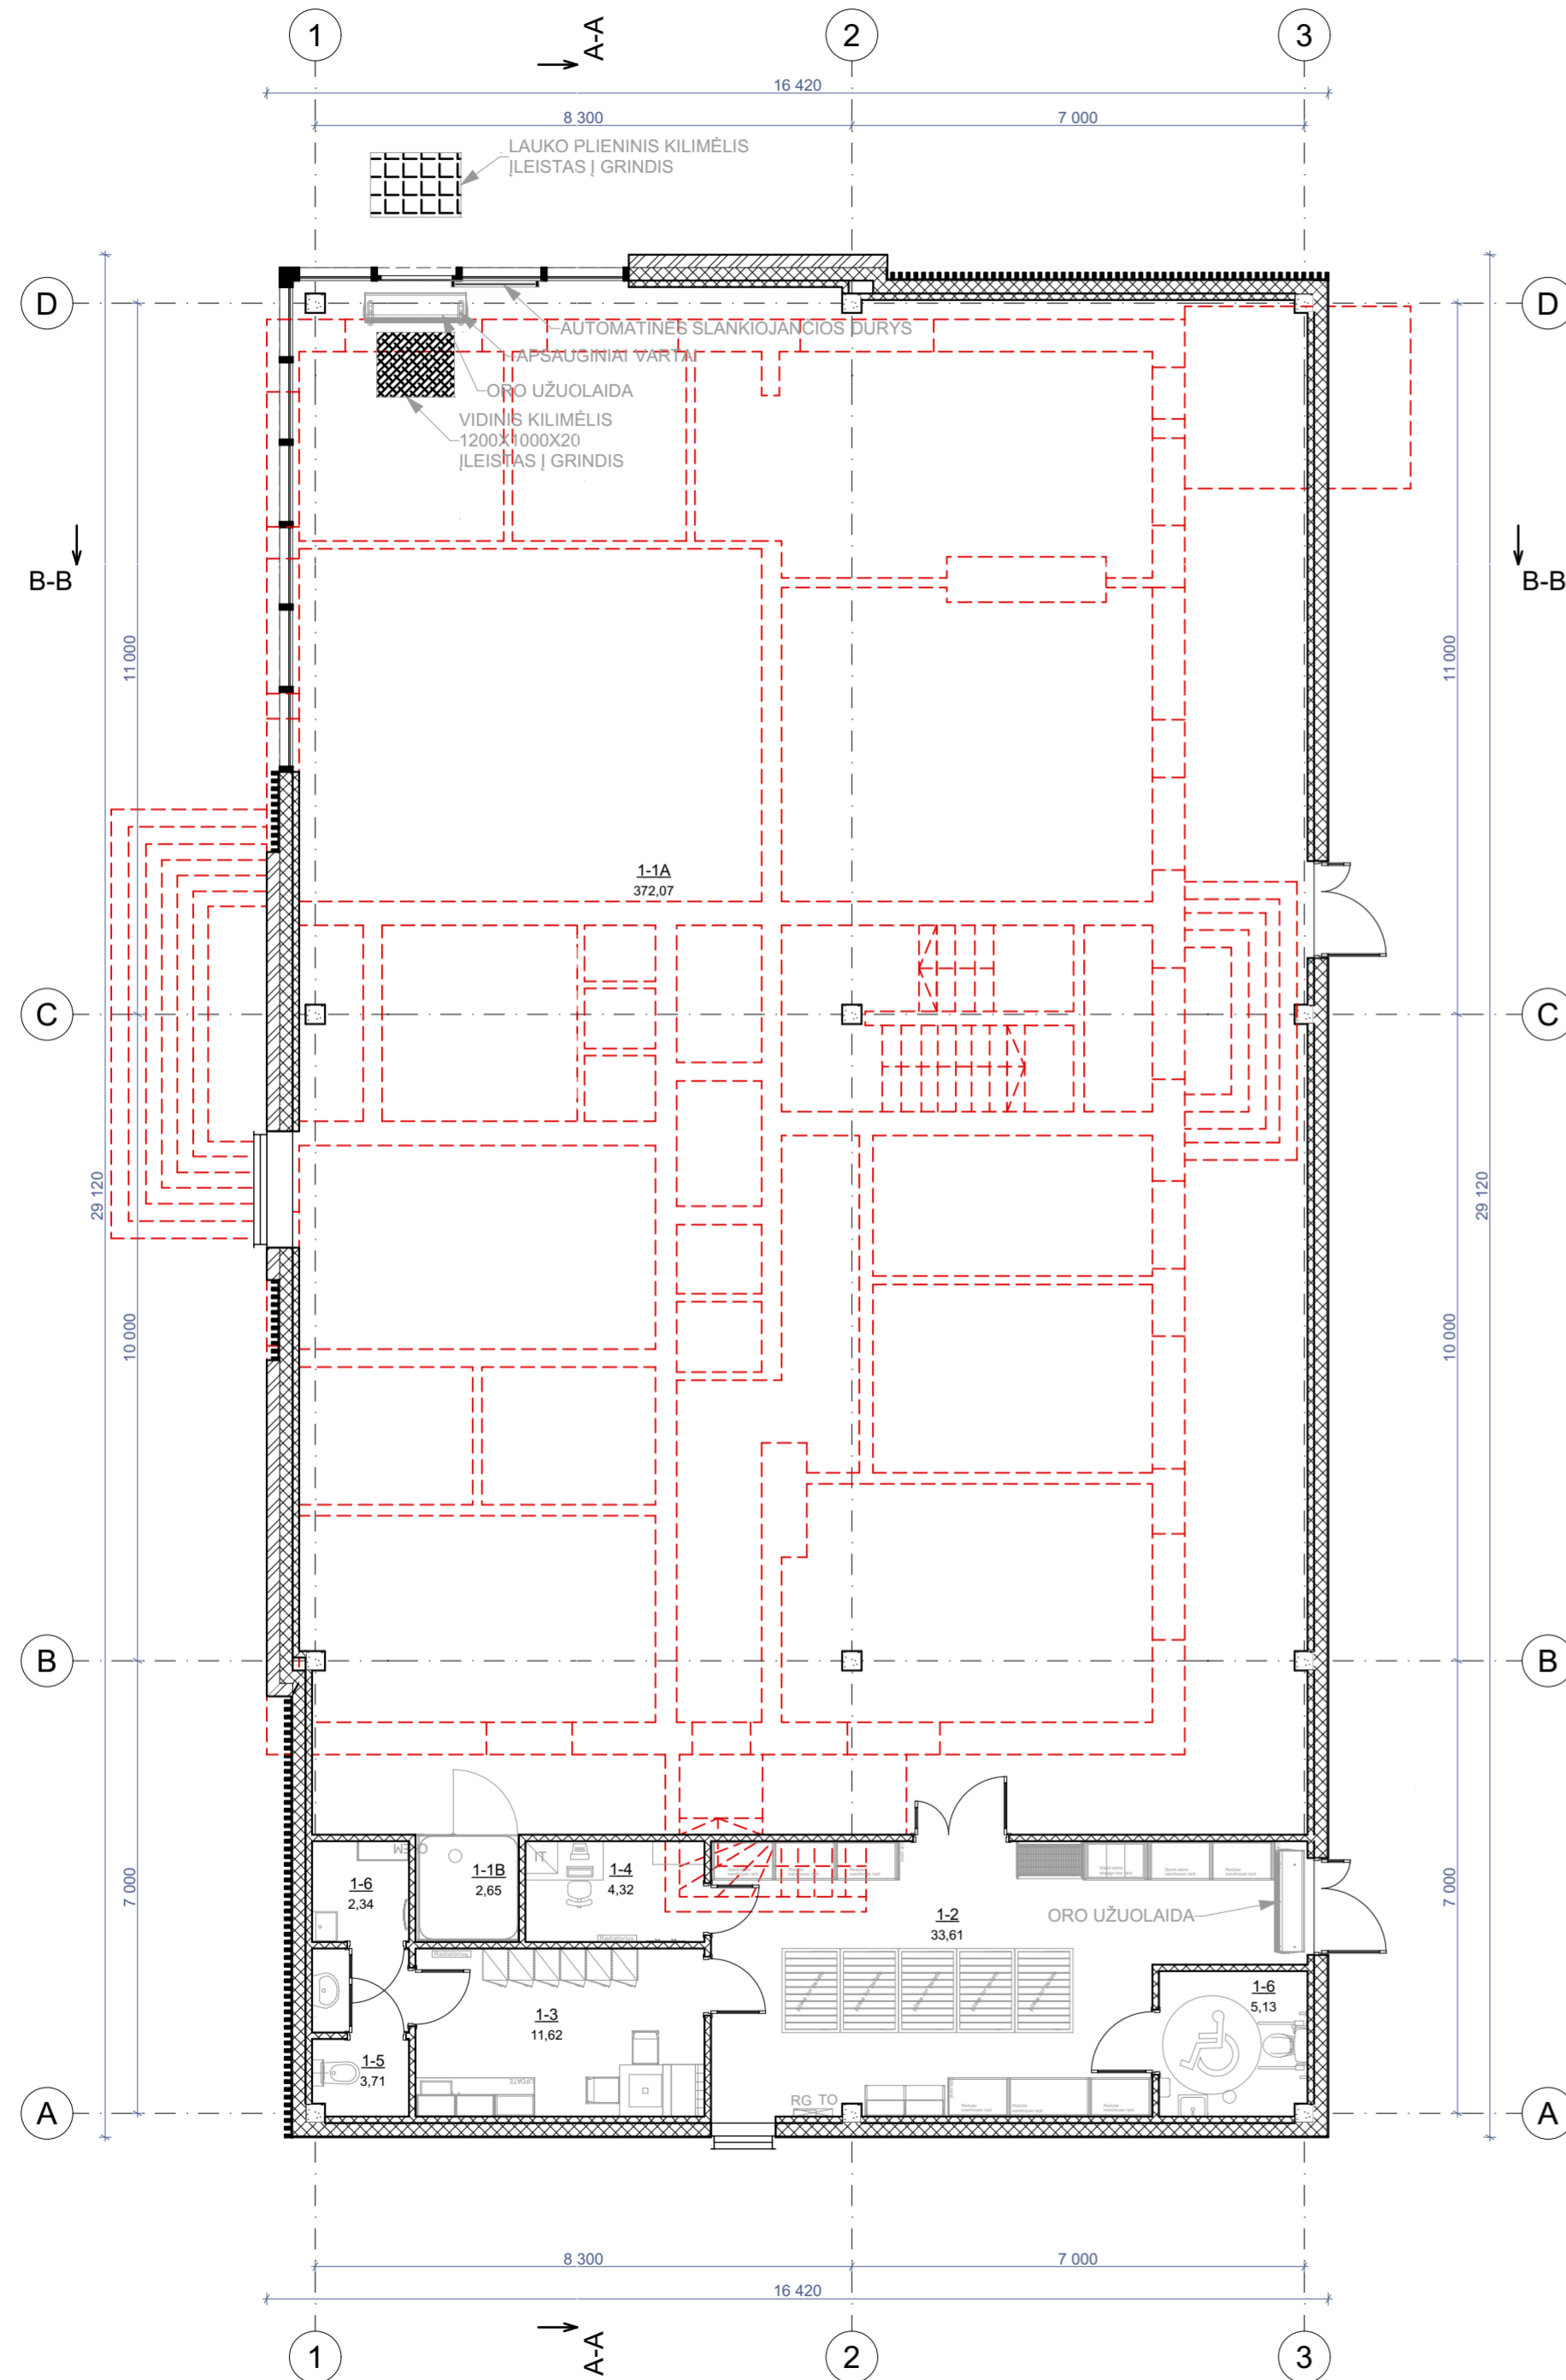 1
2
3
A-A
16 420
8 300
7 000
LAUKO PLIENINIS KILIMĖLIS
ĮLEISTAS Į GRINDIS
D
D
AUTOMATINĖS SLANKIOJANČIOS DURYS
APSAUGINIAI VARTAI
ORO UŽUOLAIDA
VIDINIS KILIMĖLIS
1200X1000X20
ĮLEISTAS Į GRINDIS
B-B
B-B
11 000
11 000
1-1A
372,07
C
C
29 120
29 120
10 000
10 000
B
B
7 000
7 000
1-6
2,34
1-1B
2,65
IT
1-4
4,32
1-2
33,61
ORO UŽUOLAIDA
Radiatorius
Radiatorius
1-3
11,62
1-6
5,13
1-5
3,71
UPDATE
RG TO
A
A
8 300
7 000
16 420
A-A
1
2
3